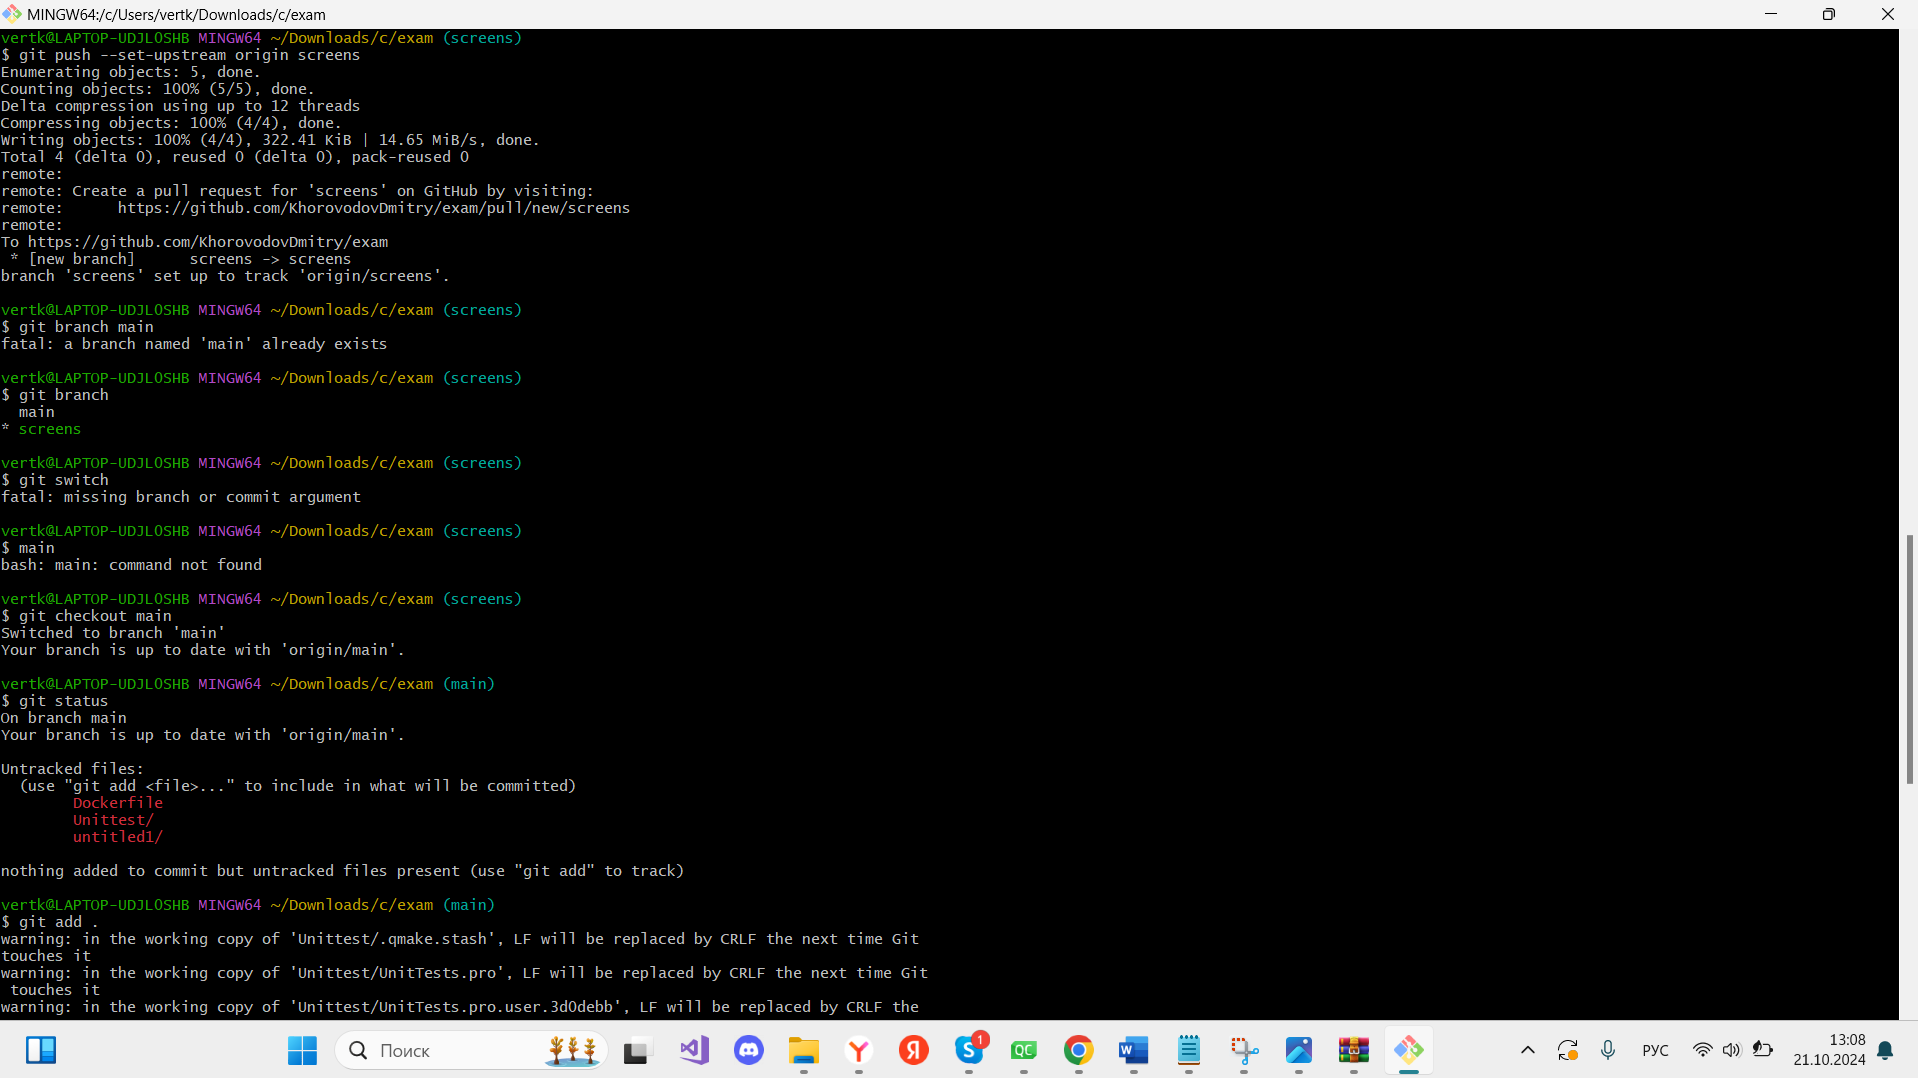 MINGW64:/c/Users/vertk/Downloads/c/exam
vertk@LAPTOP-UDJL0SHB MINGW64 ~/Downloads/c/exam (screens)
$ git push --set-upstream origin screens
Enumerating objects: 5, done.
Counting objects: 100% (5/5), done.
Delta compression using up to 12 threads
Compressing objects: 100% (4/4), done.
Writing objects: 100% (4/4), 322.41 KiB | 14.65 MiB/s, done.
Total 4 (delta 0), reused 0 (delta 0), pack-reused 0
remote:
remote: Create a pull request for 'screens' on GitHub by visiting:
remote:      https://github.com/KhorovodovDmitry/exam/pull/new/screens
remote:
To https://github.com/KhorovodovDmitry/exam
 * [new branch]      screens -> screens
branch 'screens' set up to track 'origin/screens'.
vertk@LAPTOP-UDJL0SHB MINGW64 ~/Downloads/c/exam (screens)
$ git branch main
fatal: a branch named 'main' already exists
vertk@LAPTOP-UDJL0SHB MINGW64 ~/Downloads/c/exam (screens)
$ git branch
  main
* screens
vertk@LAPTOP-UDJL0SHB MINGW64 ~/Downloads/c/exam (screens)
$ git switch
fatal: missing branch or commit argument
vertk@LAPTOP-UDJL0SHB MINGW64 ~/Downloads/c/exam (screens)
$ main
bash: main: command not found
vertk@LAPTOP-UDJL0SHB MINGW64 ~/Downloads/c/exam (screens)
$ git checkout main
Switched to branch 'main'
Your branch is up to date with 'origin/main'.
vertk@LAPTOP-UDJL0SHB MINGW64 ~/Downloads/c/exam (main)
$ git status
On branch main
Your branch is up to date with 'origin/main'.
Untracked files:
  (use "git add <file>..." to include in what will be committed)
        Dockerfile
        Unittest/
        untitled1/
nothing added to commit but untracked files present (use "git add" to track)
vertk@LAPTOP-UDJL0SHB MINGW64 ~/Downloads/c/exam (main)
$ git add .
warning: in the working copy of 'Unittest/.qmake.stash', LF will be replaced by CRLF the next time Git
touches it
warning: in the working copy of 'Unittest/UnitTests.pro', LF will be replaced by CRLF the next time Git
 touches it
warning: in the working copy of 'Unittest/UnitTests.pro.user.3d0debb', LF will be replaced by CRLF the
Поиск
Y
Я
S
1
QC
W
РУС
13:08
21.10.2024